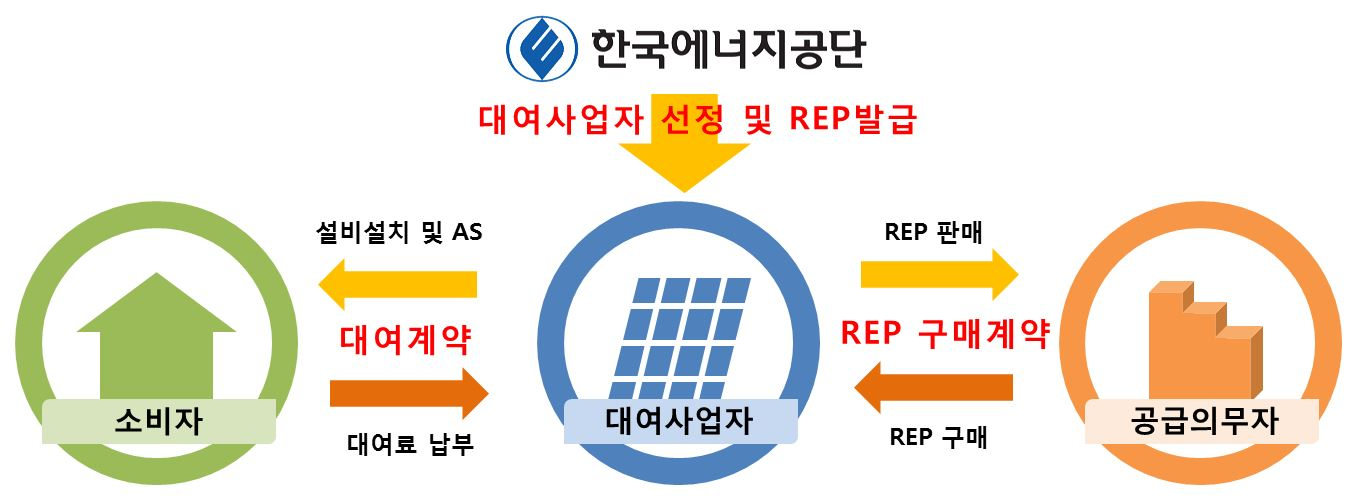 한국에너지공단
대여사업자 선정 및 REP발급
설비설치 및 AS
대여계약
대여료 납부
REP 판매
REP 구매계약
REP 구매
소비자
대여사업자
공급의무자